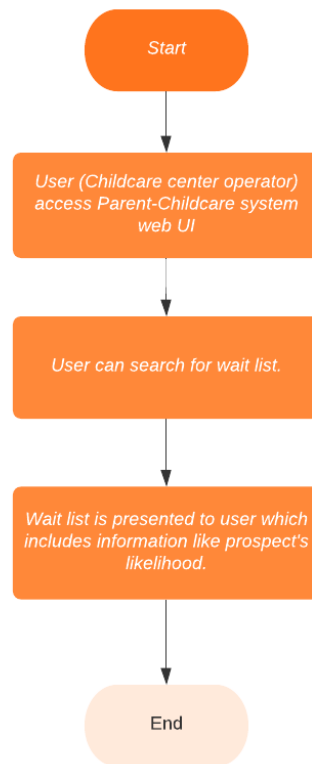 Start
User (Childcare center operator)
access Parent-Childcare system
web UI
User can search for wait list.
Wait list is presented to user which
includes information like prospect's
likelihood.
End